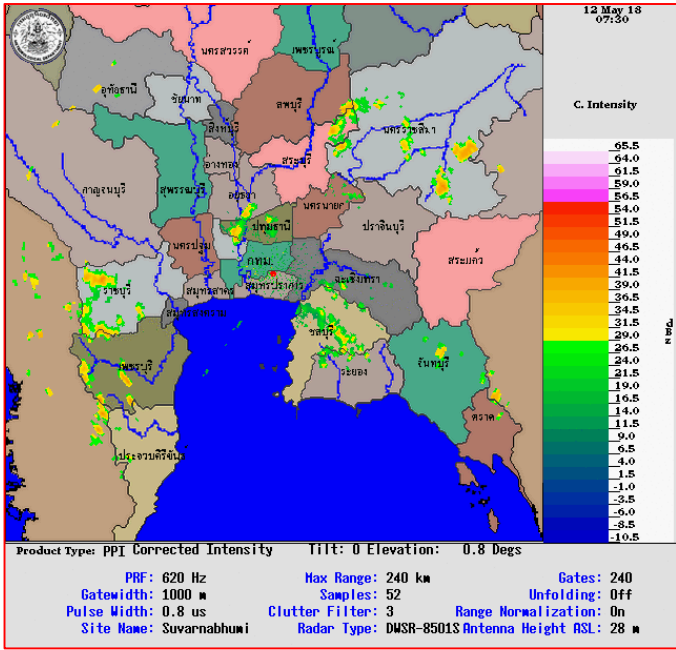 12 May 18
07:30
C. Intensity
65.5
64.0
61.5
59.0
56.5
54.0
51.5
49.0
46.5
44.0
41.5
39.0
36.5
34.0
31.5
29.0
26.5
24.0
21.5
19.0
16.5
14.0
11.5
9.0
6.5
4.0
1.5
-1.0
-3.5
-6.0
-8.5
-10.5
นครสวรรค์
เพชรบูรณ์
อุทัยธานี
ชัยนาท
ลพบุรี
สิงหบุรี
นครราชสีมา
อ่างทอง
สระบุรี
กาญจนบุรี
สุพรรณบุรี
อยุธยา
นครนายก
ปทุมธานี
ปราจีนบุรี
นครปฐม
กทม.
สระแก้ว
ราชบุรี
สมุทรสาคร
สมุทรปราการ
ฉะเชิงเทรา
สมุทรสงคราม
ชลบุรี
เพชรบุรี
ระยอง
จันทบุรี
ตราด
ประจวบคีรีขันธ์
Product Type: PPI Corrected Intensity Tilt: 0 Elevation: 0.8 Degs
PRF: 620 Hz Max Range: 240 km Gates: 240
Gatewidth: 1000 m Samples: 52 Unfolding: Off
Pulse Width: 0.8 us Clutter Filter: 3 Range Normalization: On
Site Name: Suvarnabhumi Radar Type: DWSR-8501S Antenna Height ASL: 28 m